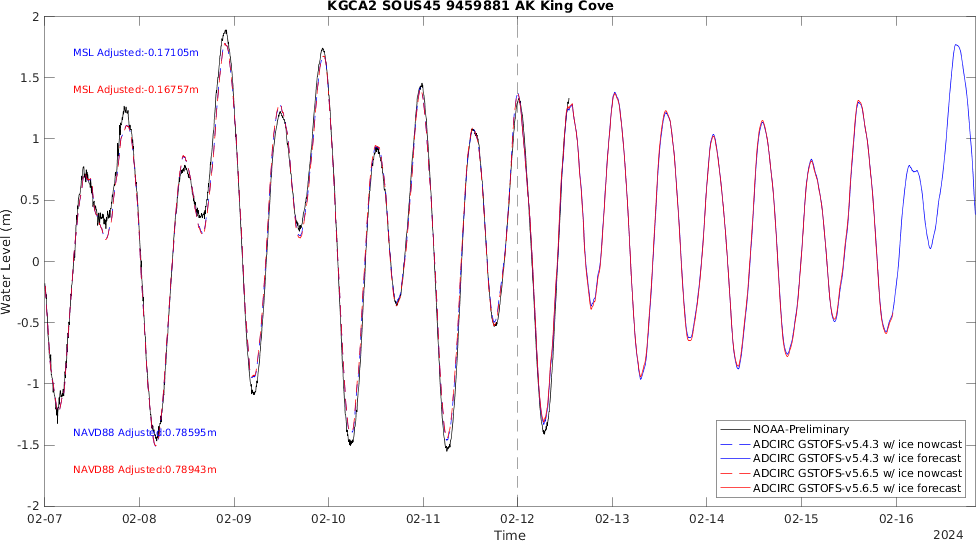 KGCA2 SOUS45 9459881 AK King Cove
MSL Adjusted:-0.17105m
MSL Adjusted:-0.16757m
NAVD88 Adjusted:0.78595m
NAVD88 Adjusted:0.78943m
Water Level (m)
2
1.5
1
0.5
0
-0.5
-1
-1.5
-2
NOAA-Preliminary
ADCIRC GSTOFS-v5.4.3 w/ ice nowcast
ADCIRC GSTOFS-v5.4.3 w/ ice forecast
ADCIRC GSTOFS-v5.6.5 w/ ice nowcast
ADCIRC GSTOFS-v5.6.5 w/ ice forecast
02-07 02-08 02-09 02-10 02-11 02-12 02-13 02-14 02-15 02-16
Time
2024